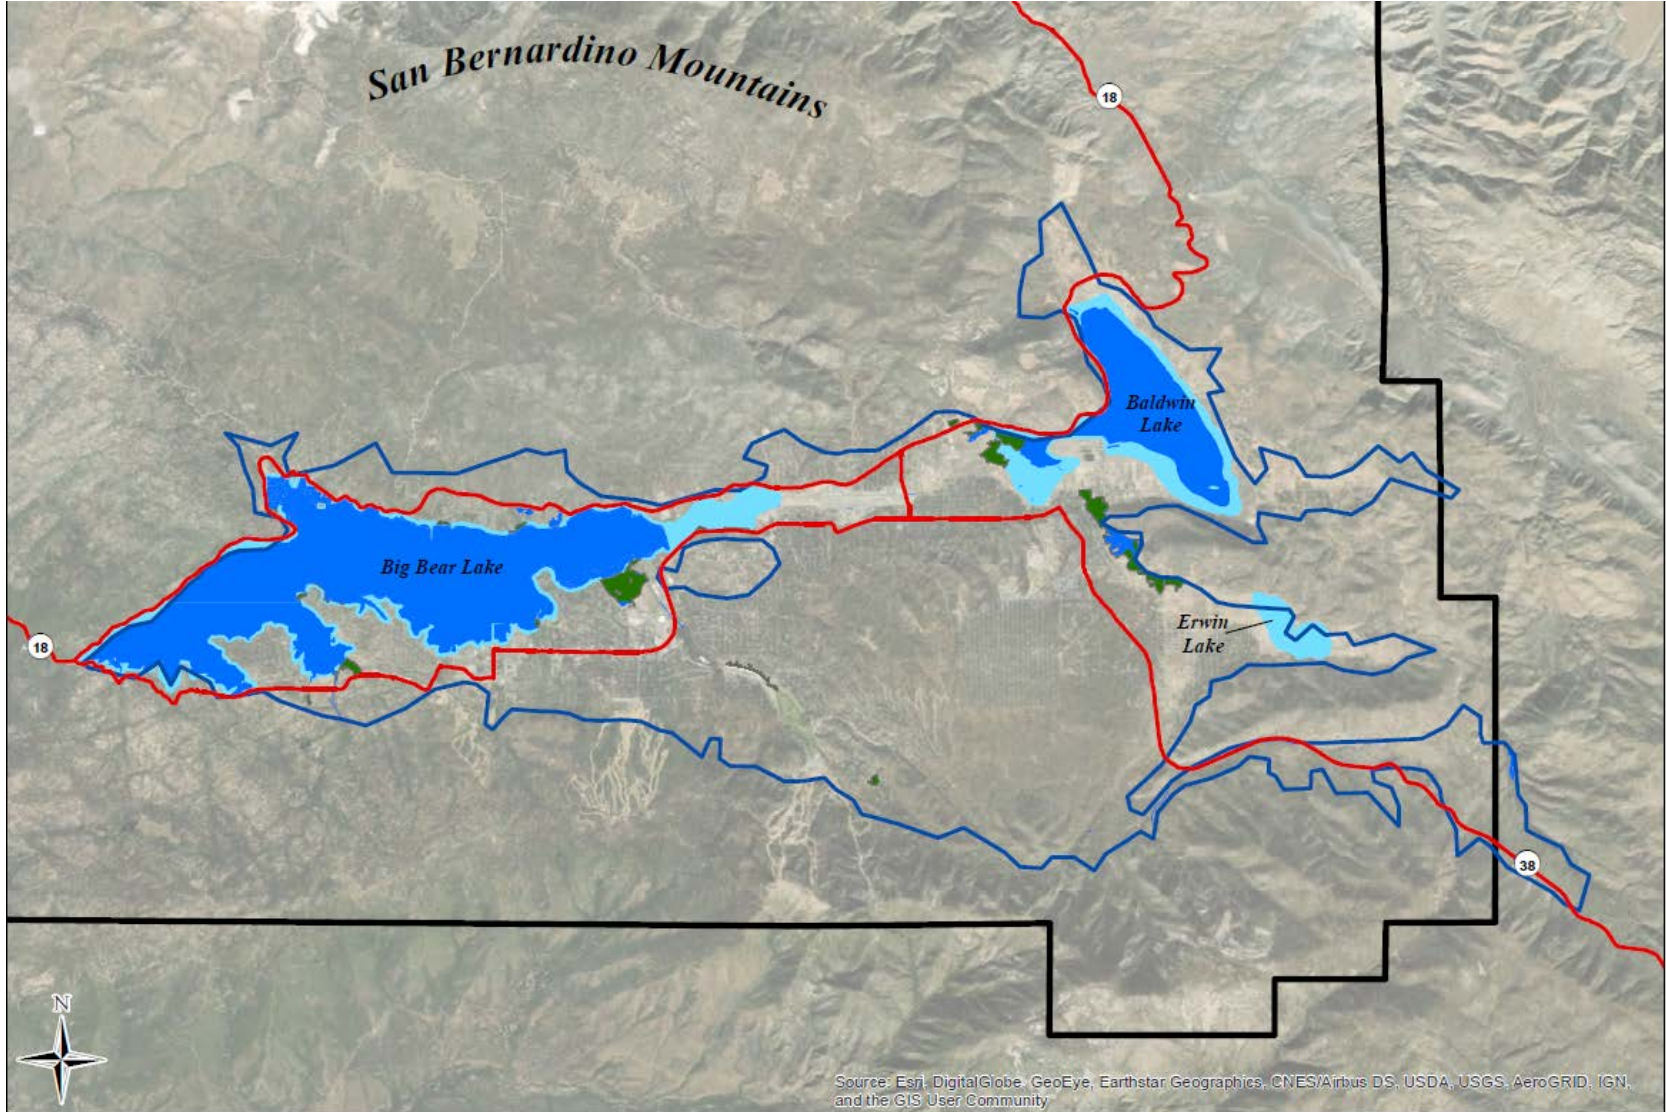 San Bernardino Mountains
18
Baldwin
Lake
Big Bear Lake
Erwin
Lake
18
38
N
Source: Esri, DigitalGlobe, GeoEye, Earthstar Geographics, CNES/Airbus DS, USDA, USGS, AeroGRID, IGN,
and the GIS User Community